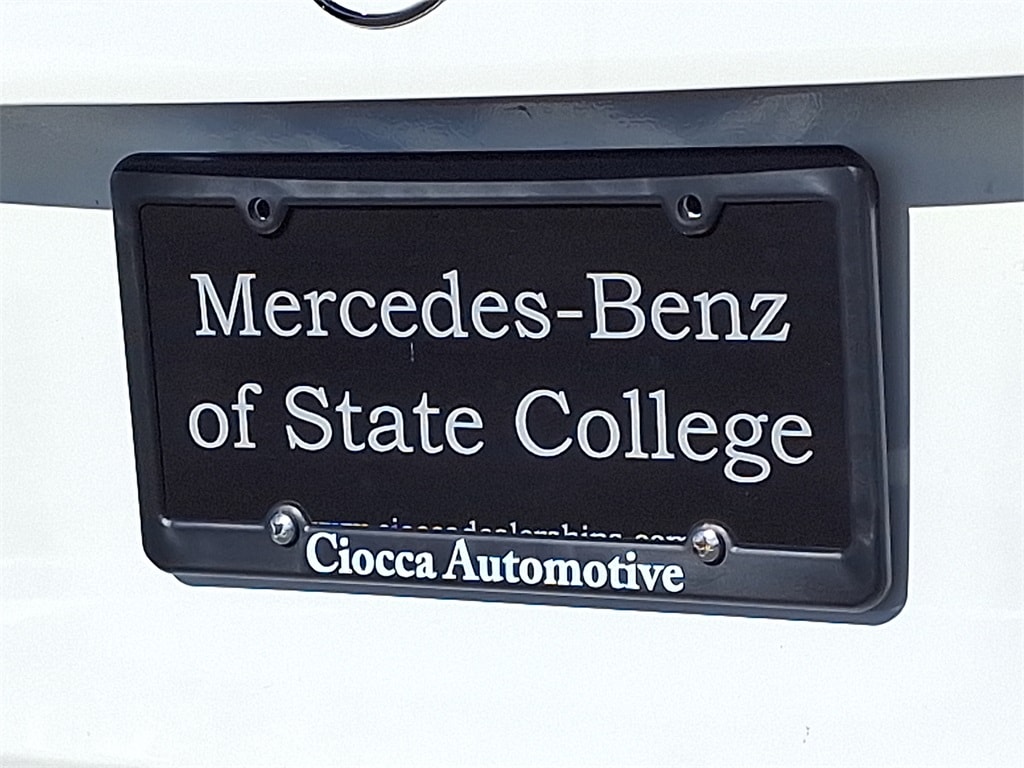 Mercedes-Benz
of State College
Ciocca Automotive